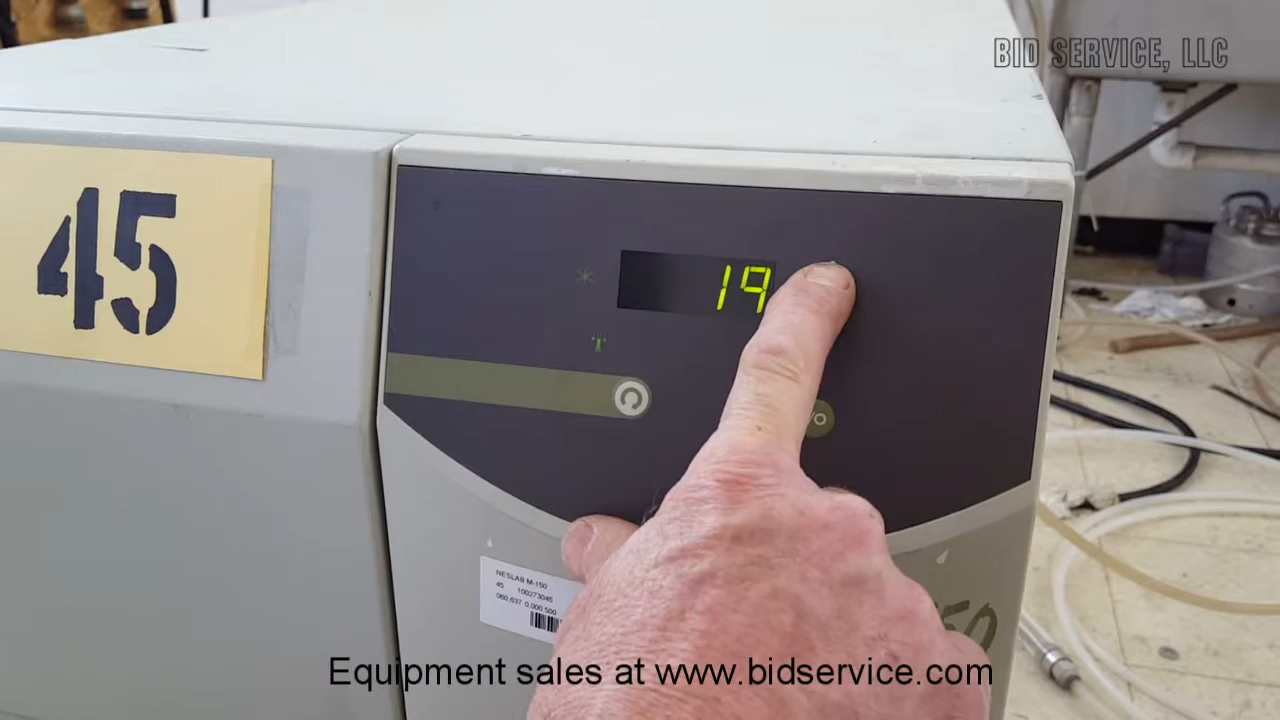 BID SERVICE, LLC
45
19
I/O
NESLAB M-150
45 100273045
060,637 0,000,500
50
Equipment sales at www.bidservice.com